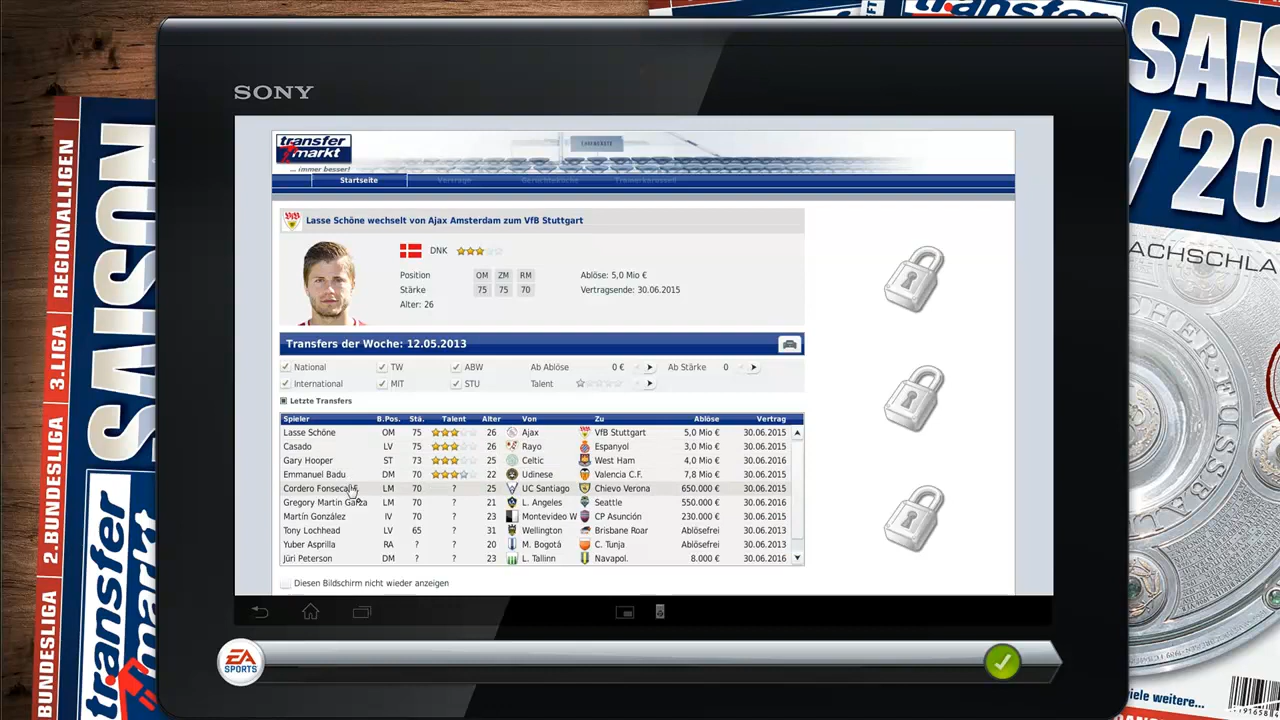 SONY
transfer
markt
... immer besser!
Startseite
Lasse Schöne wechselt von Ajax Amsterdam zum VfB Stuttgart
DNK
Position OM ZM RM
Stärke 75 75 70
Alter: 26
Ablöse: 5,0 Mio €
Vertragsende: 30.06.2015
Transfers der Woche: 12.05.2013
National TW ABW Ab Ablöse 0 € Ab Stärke 0
International MIT STU Talent
Letzte Transfers
Spieler B.Pos. Stä. Talent Alter Von Zu Ablöse Vertrag
Lasse Schöne OM 75 26 Ajax VfB Stuttgart 5,0 Mio € 30.06.2015
Casado LV 75 26 Rayo Espanyol 3,0 Mio € 30.06.2016
Gary Hooper ST 73 25 Celtic West Ham 4,0 Mio € 30.06.2016
Emmanuel Badu DM 70 22 Udinese Valencia C.F. 7,8 Mio € 30.06.2015
Cordero Fonseca LM 70 ? 25 UC Santiago Chievo Verona 650.000 € 30.06.2015
Gregory Martin Garza LM 70 ? 21 L. Angeles Seattle 550.000 € 30.06.2016
Martín González IV 70 ? 23 Montevideo W CP Asunción 230.000 € 30.06.2015
Tony Lochhead LV 65 ? 31 Wellington Brisbane Roar Ablösefrei 30.06.2013
Yuber Asprilla RA ? ? 20 M. Bogotá C. Tunja Ablösefrei 30.06.2013
Jüri Peterson DM ? ? 23 L. Tallinn Navapol. 8.000 € 30.06.2015
Diesen Bildschirm nicht wieder anzeigen
EA
SPORTS
REGIONALLIGEN
3.LIGA
2.BUNDESLIGA
BUNDESLIGA
SAISON
transfer
transfer
SAIS
/20
ACHSCHLA
viele weitere...